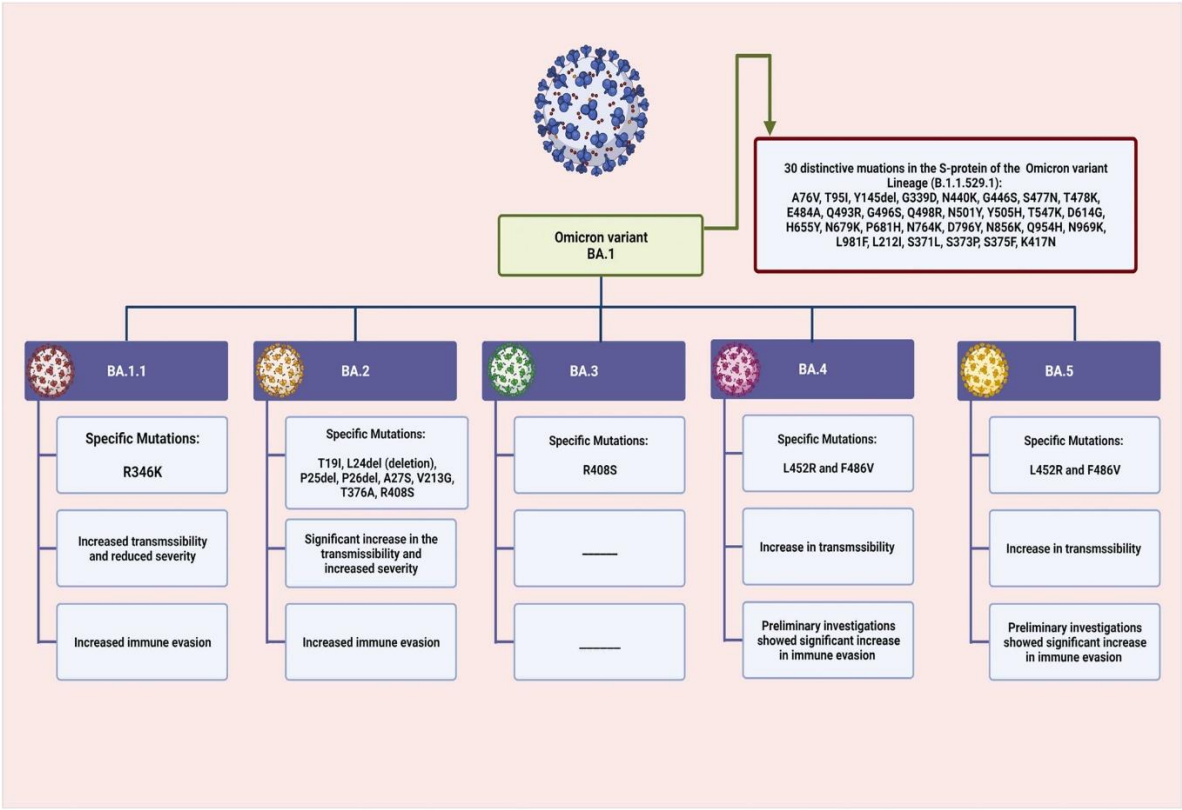 30 distinctive muations in the S-protein of the Omicron variant
Lineage (B.1.1.529.1):
A76V, T95I, Y145del, G339D, N440K, G446S, S477N, T478K,
E484A, Q493R, G496S, Q498R, N501Y, Y505H, T547K, D614G,
H655Y, N679K, P681H, N764K, D796Y, N856K, Q954H, N969K,
L981F, L212I, S371L, S373P, S375F, K417N
Omicron variant
BA.1
BA.1.1
Specific Mutations:
R346K
Increased transmssibility
and reduced severity
Increased immune evasion
BA.2
Specific Mutations:
T19I, L24del (deletion),
P25del, P26del, A27S, V213G,
T376A, R408S
Significant increase in the
transmissibility and
increased severity
Increased immune evasion
BA.3
Specific Mutations:
R408S
BA.4
Specific Mutations:
L452R and F486V
Increase in transmssibility
Preliminary investigations
showed significant increase
in immune evasion
BA.5
Specific Mutations:
L452R and F486V
Increase in transmssibility
Preliminary investigations
showed significant increase
in immune evasion